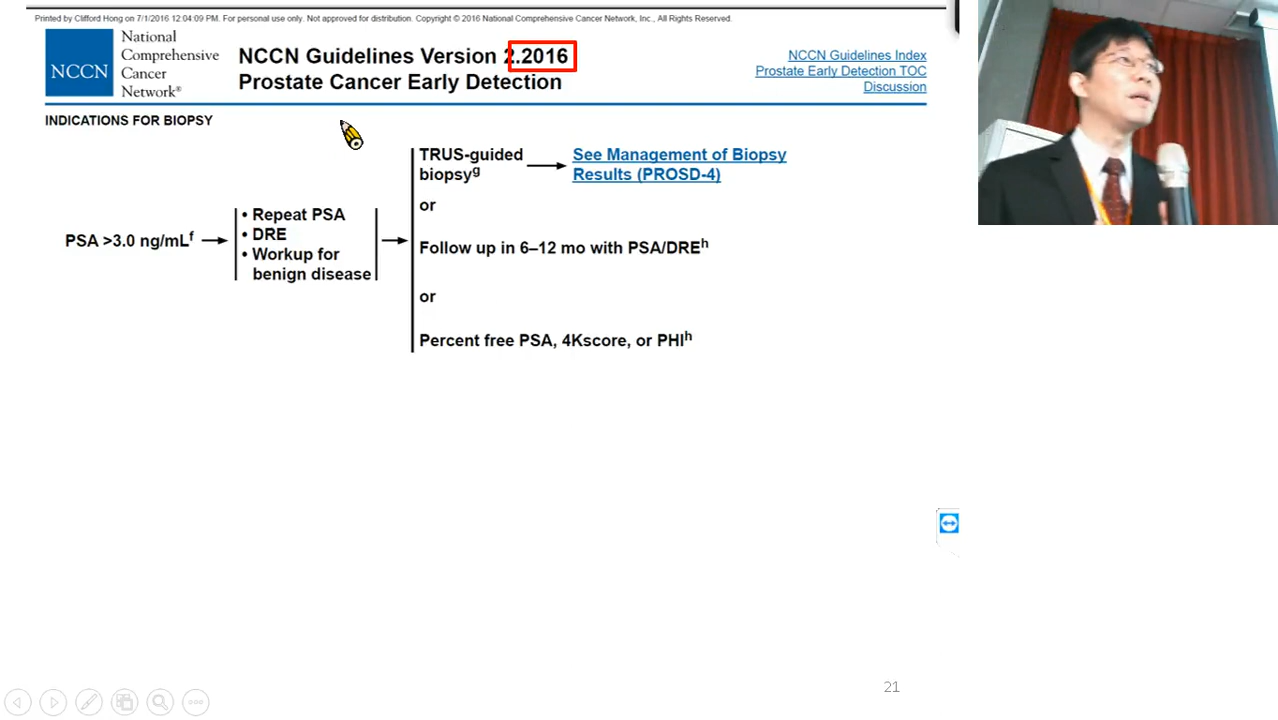 Printed by Clifford Hong on 7/1/2016 12:04:09 PM. For personal use only. Not approved for distribution. Copyright © 2016 National Comprehensive Cancer Network, Inc., All Rights Reserved.
NCCN
National
Comprehensive
Cancer
Network®
NCCN Guidelines Version 2.2016
Prostate Cancer Early Detection
NCCN Guidelines Index
Prostate Early Detection TOC
Discussion
INDICATIONS FOR BIOPSY
PSA >3.0 ng/mLf
• Repeat PSA
• DRE
• Workup for
benign disease
TRUS-guided
biopsyg
See Management of Biopsy
Results (PROSD-4)
or
Follow up in 6–12 mo with PSA/DREh
or
Percent free PSA, 4Kscore, or PHIh
21